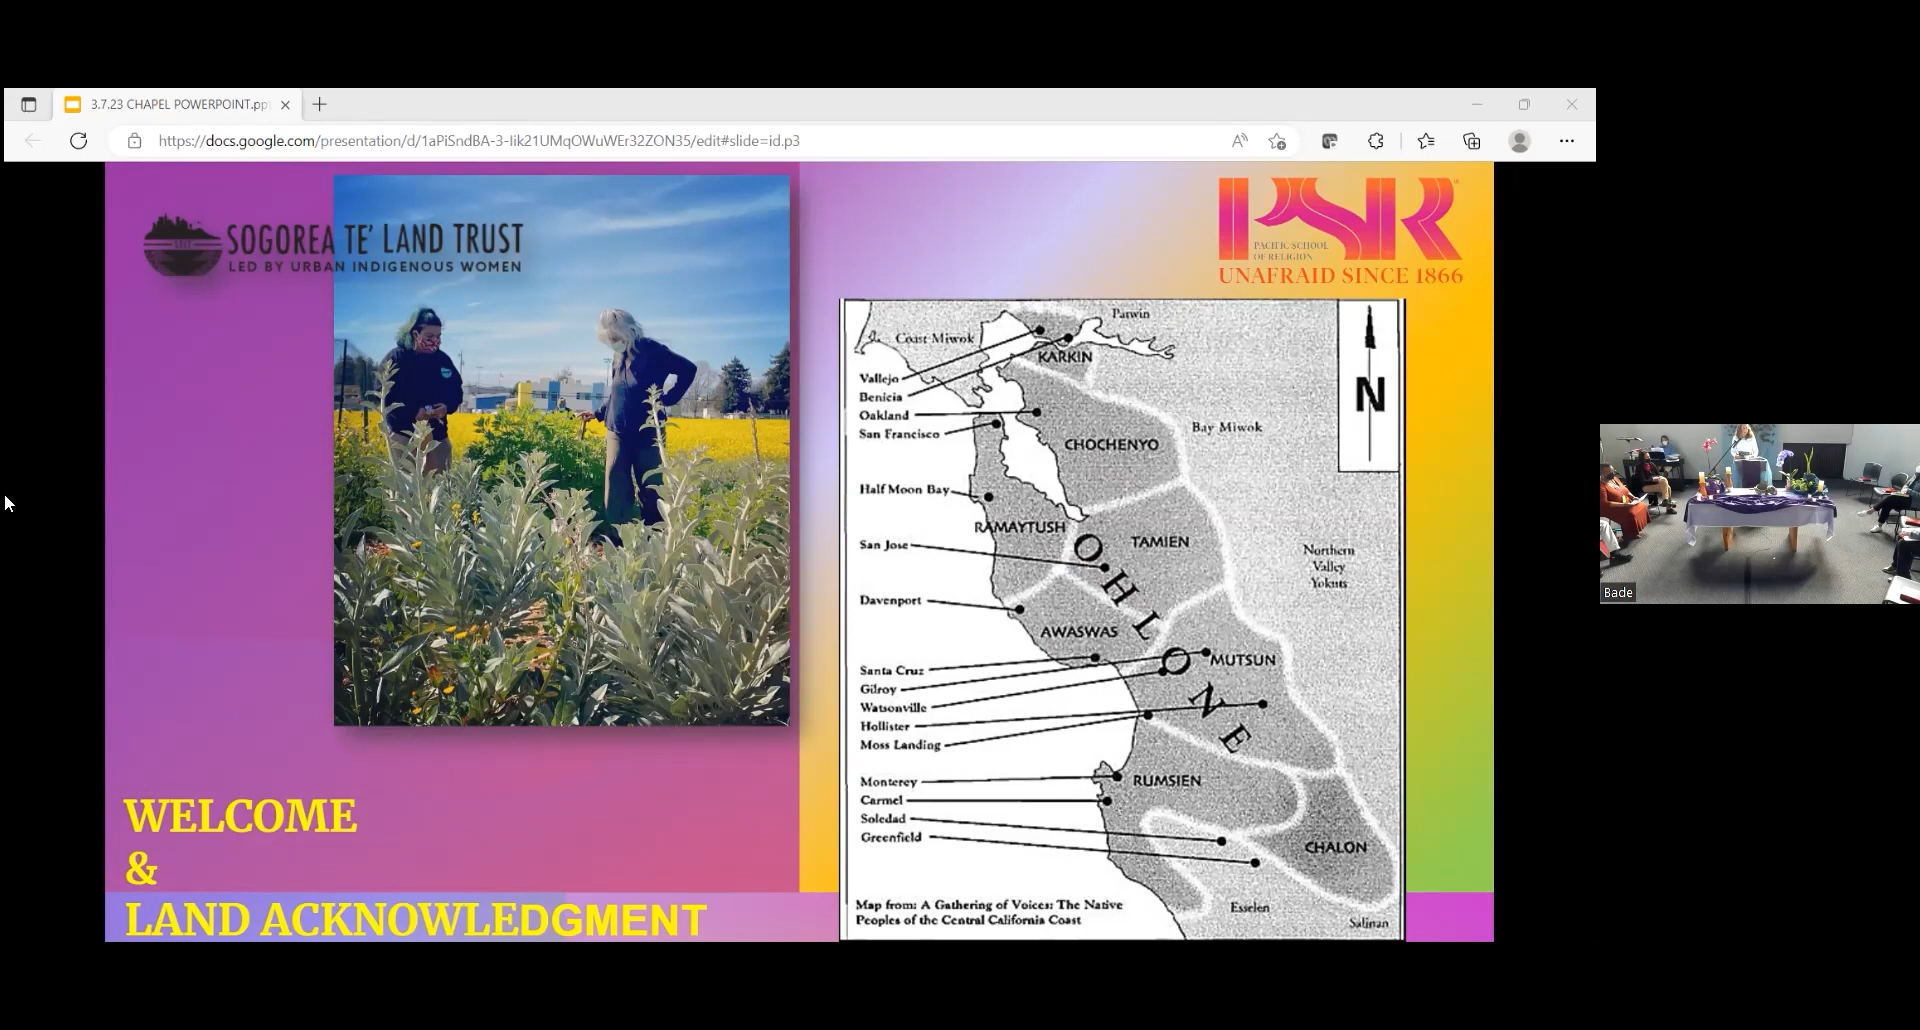 3.7.23 CHAPEL POWERPOINT.pp
https://docs.google.com/presentation/d/1aPiSndBA-3-Iik21UMqOWuWEr32ZON35/edit#slide=id.p3
SOGOREA TE' LAND TRUST
LED BY URBAN INDIGENOUS WOMEN
PSR
PACIFIC SCHOOL
OF RELIGION
UNAFRAID SINCE 1866
Patwin
Coast Miwok
KARKIN
Vallejo
Benicia
Oakland
San Francisco
CHOCHENYO
Bay Miwok
N
Half Moon Bay
RAMAYTUSH
San Jose
TAMIEN
Northern
Valley
Yokuts
OHLONE
Davenport
AWASWAS
Santa Cruz
Gilroy
Watsonville
Hollister
Moss Landing
MUTSUN
Monterey
Carmel
Soledad
Greenfield
RUMSIEN
CHALON
Esselen
Salinan
Map from: A Gathering of Voices: The Native
Peoples of the Central California Coast
WELCOME
&
LAND ACKNOWLEDGMENT
Bade